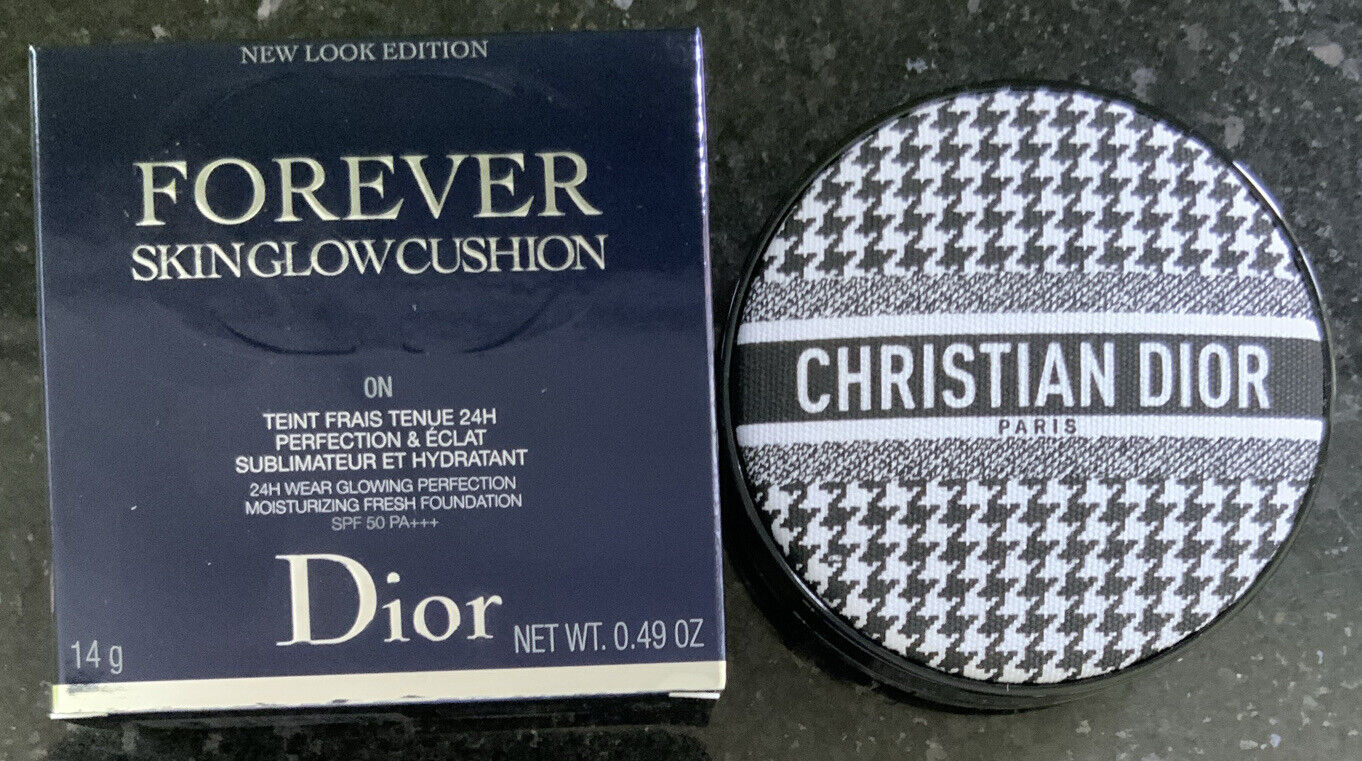 NEW LOOK EDITION
FOREVER
SKIN GLOW CUSHION
0N
TEINT FRAIS TENUE 24H
PERFECTION & ÉCLAT
SUBLIMATEUR ET HYDRATANT
24H WEAR GLOWING PERFECTION
MOISTURIZING FRESH FOUNDATION
SPF 50 PA+++
Dior
14 g
NET WT. 0.49 OZ
CHRISTIAN DIOR
PARIS